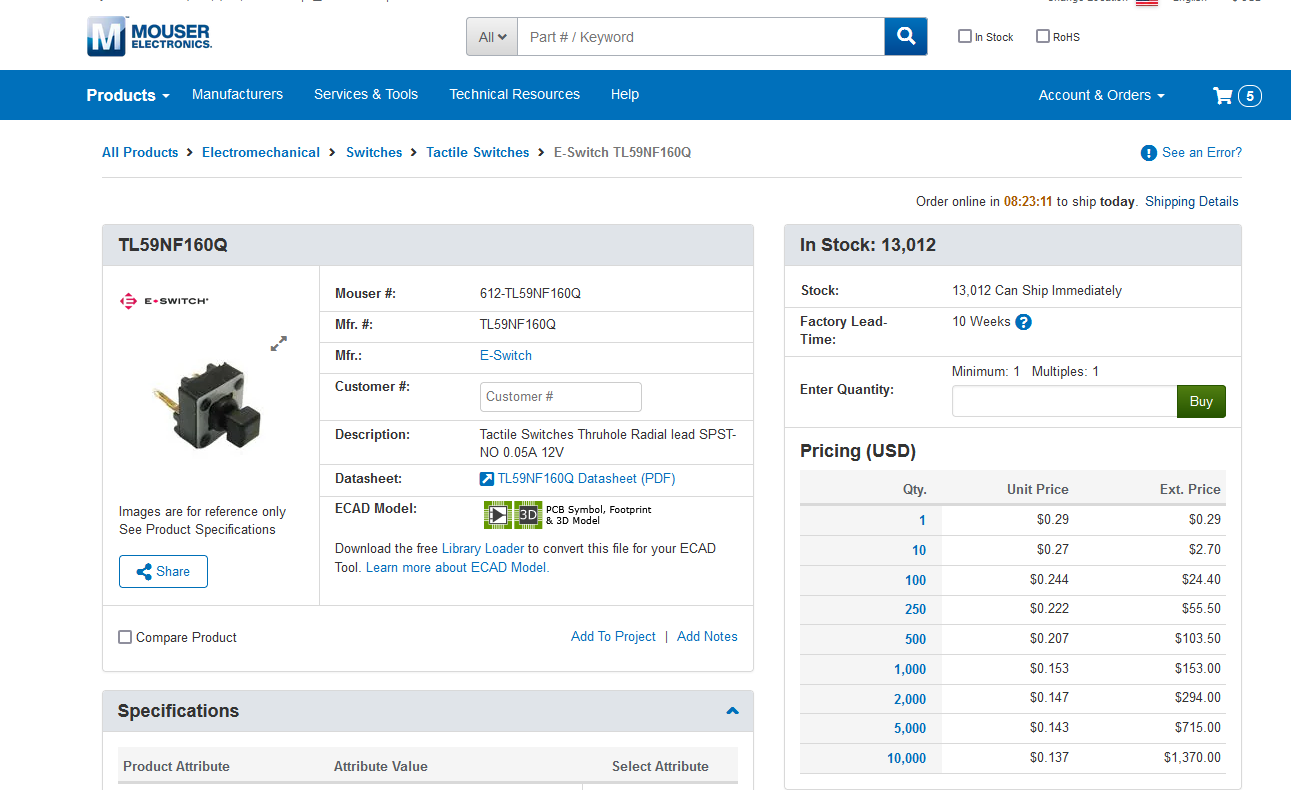 MOUSER
ELECTRONICS.
All
Part # / Keyword
In Stock
RoHS
Products
Manufacturers
Services & Tools
Technical Resources
Help
Account & Orders
5
All Products > Electromechanical > Switches > Tactile Switches > E-Switch TL59NF160Q
See an Error?
Order online in 08:23:11 to ship today. Shipping Details
TL59NF160Q
E•SWITCH
Images are for reference only
See Product Specifications
Share
Mouser #: 612-TL59NF160Q
Mfr. #: TL59NF160Q
Mfr.: E-Switch
Customer #: Customer #
Description: Tactile Switches Thruhole Radial lead SPST-
NO 0.05A 12V
Datasheet: TL59NF160Q Datasheet (PDF)
ECAD Model: 3D PCB Symbol, Footprint
& 3D Model
Download the free Library Loader to convert this file for your ECAD
Tool. Learn more about ECAD Model.
Compare Product
Add To Project | Add Notes
Specifications
Product Attribute Attribute Value Select Attribute
In Stock: 13,012
Stock: 13,012 Can Ship Immediately
Factory Lead-
Time: 10 Weeks ?
Minimum: 1 Multiples: 1
Enter Quantity:
Buy
Pricing (USD)
Qty. Unit Price Ext. Price
1 $0.29 $0.29
10 $0.27 $2.70
100 $0.244 $24.40
250 $0.222 $55.50
500 $0.207 $103.50
1,000 $0.153 $153.00
2,000 $0.147 $294.00
5,000 $0.143 $715.00
10,000 $0.137 $1,370.00